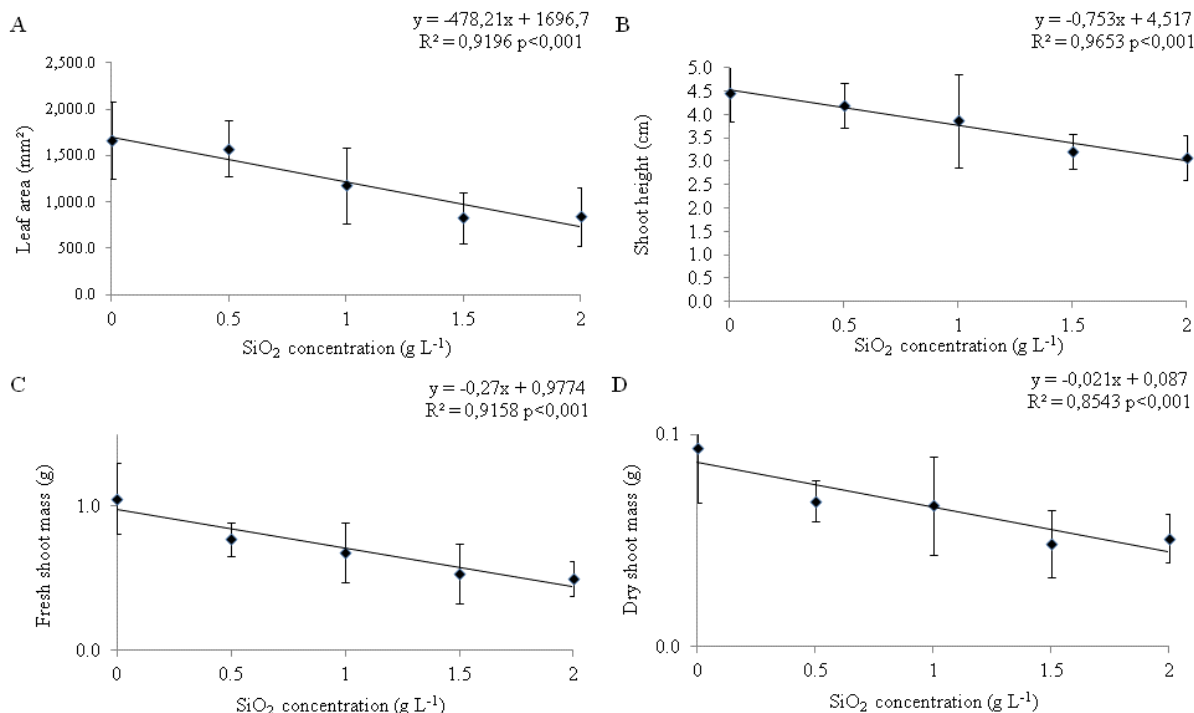 A
y = -478,21x + 1696,7
R² = 0,9196 p<0,001
2,500.0
2,000.0
1,500.0
1,000.0
500.0
0.0
Leaf area (mm²)
0 0.5 1 1.5 2
SiO₂ concentration (g L⁻¹)
B
y = -0,753x + 4,517
R² = 0,9653 p<0,001
5.0
4.5
4.0
3.5
3.0
2.5
2.0
1.5
1.0
0.5
0.0
Shoot height (cm)
0 0.5 1 1.5 2
SiO₂ concentration (g L⁻¹)
C
y = -0,27x + 0,9774
R² = 0,9158 p<0,001
1.0
0.0
Fresh shoot mass (g)
0 0.5 1 1.5 2
SiO₂ concentration (g L⁻¹)
D
y = -0,021x + 0,087
R² = 0,8543 p<0,001
0.1
0.0
Dry shoot mass (g)
0 0.5 1 1.5 2
SiO₂ concentration (g L⁻¹)